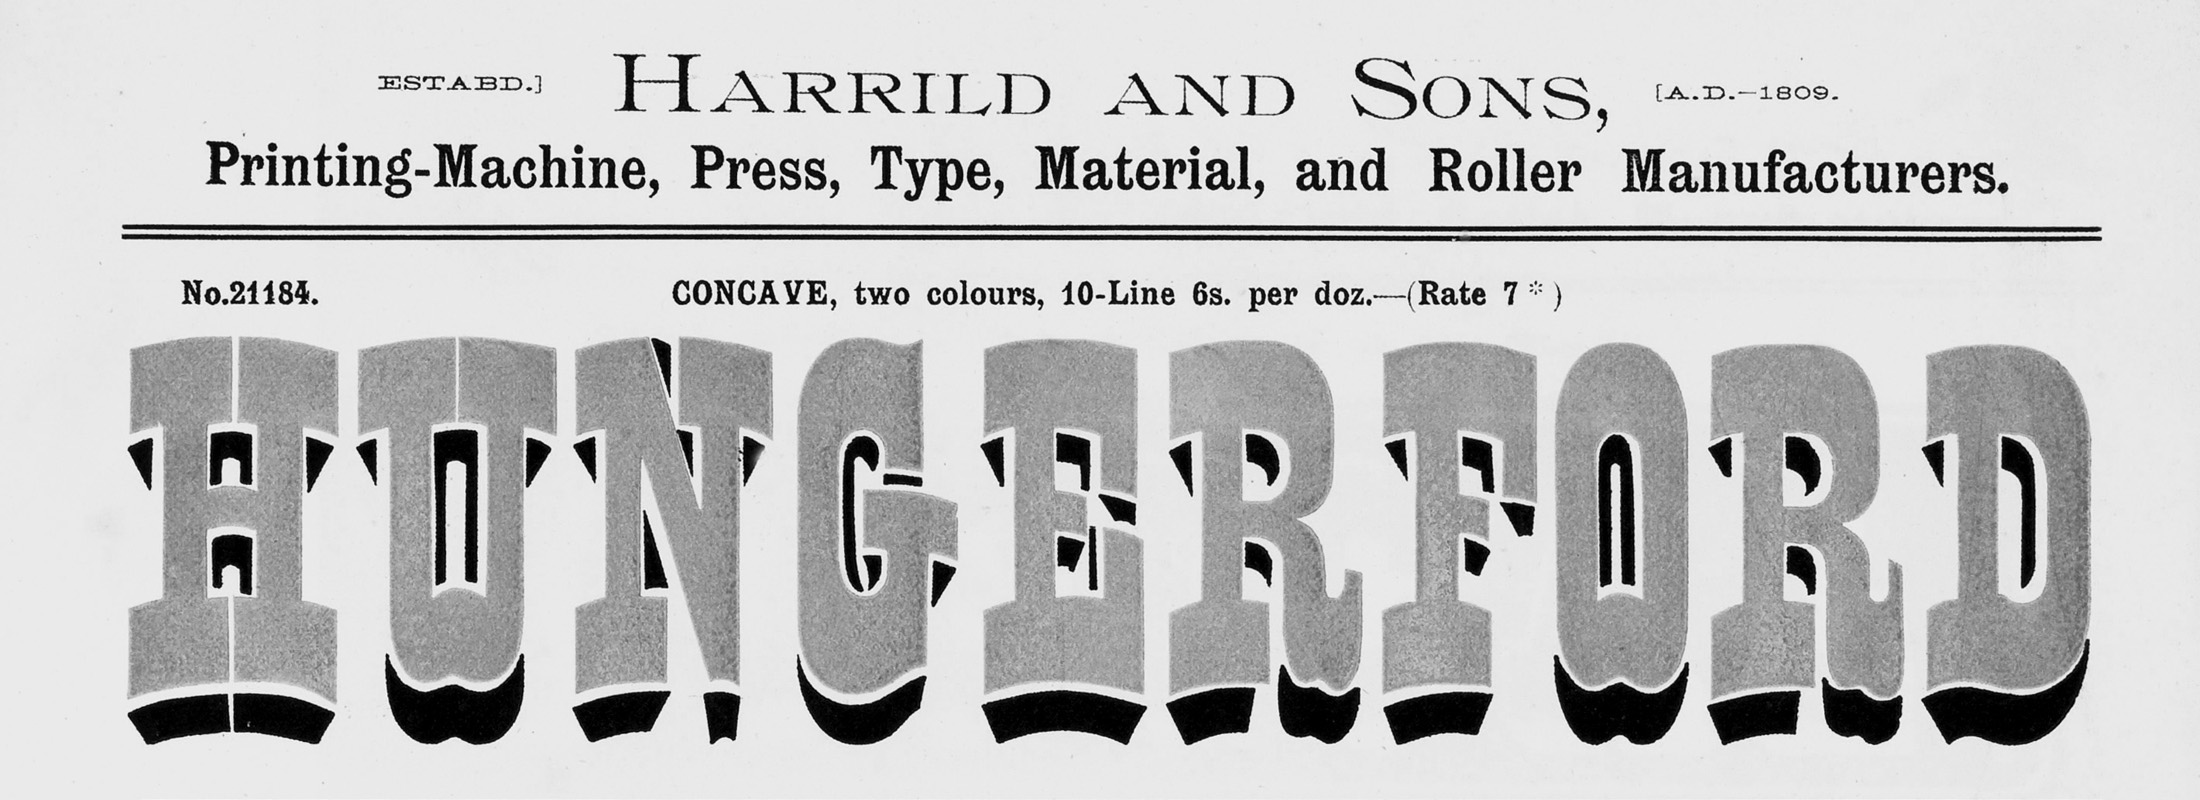 ESTABD.] HARRILD AND SONS, [A.D.—1809.
Printing-Machine, Press, Type, Material, and Roller Manufacturers.
No.21184. CONCAVE, two colours, 10-Line 6s. per doz.—(Rate 7 * )
HUNGERFORD